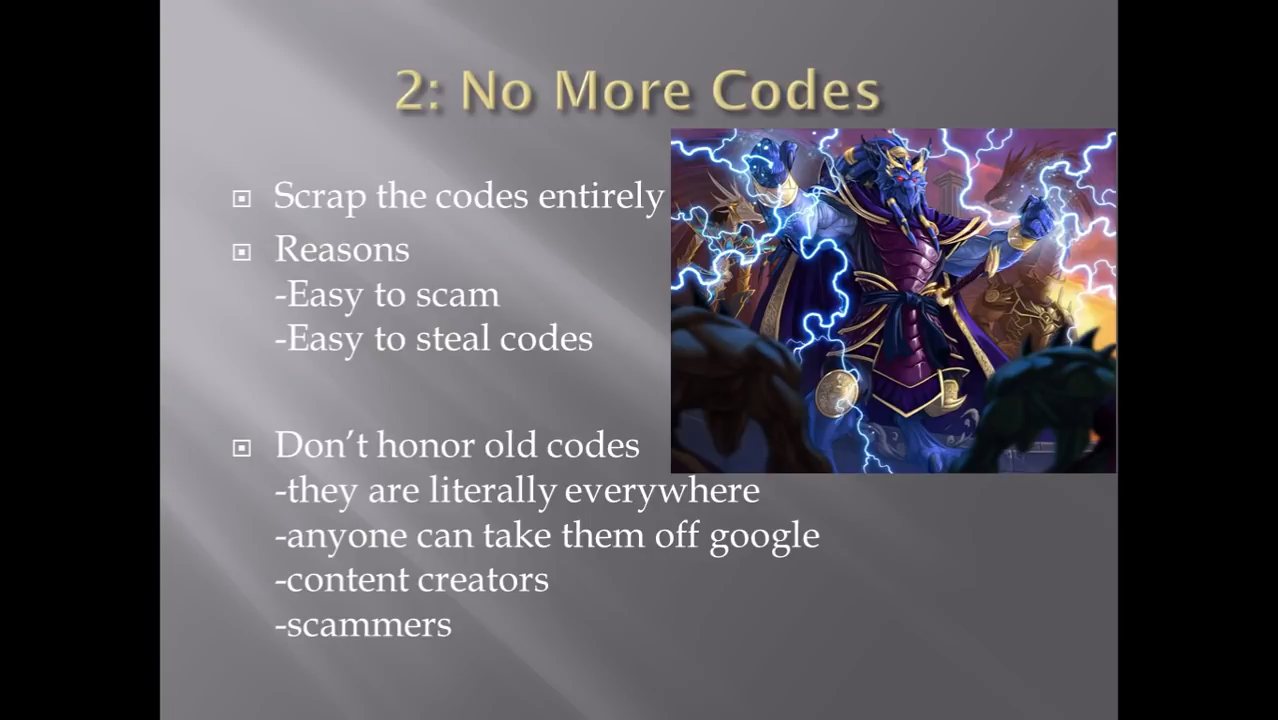 2: No More Codes
Scrap the codes entirely
Reasons
-Easy to scam
-Easy to steal codes
Don’t honor old codes
-they are literally everywhere
-anyone can take them off google
-content creators
-scammers